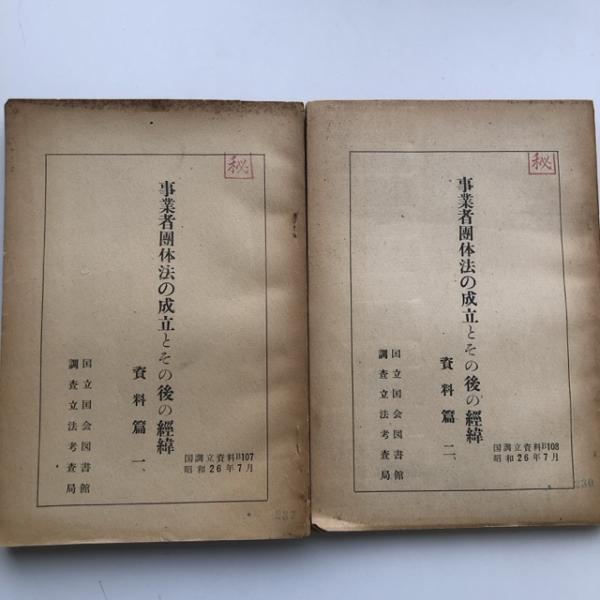 秘
事業者團体法の成立とその後の經緯
資料篇 一、
国立国会図書館
調査立法考査局
国調立資料B107
昭和26年7月
237
秘
事業者團体法の成立とその後の經緯
資料篇 二、
国立国会図書館
調査立法考査局
国調立資料B108
昭和26年7月
230